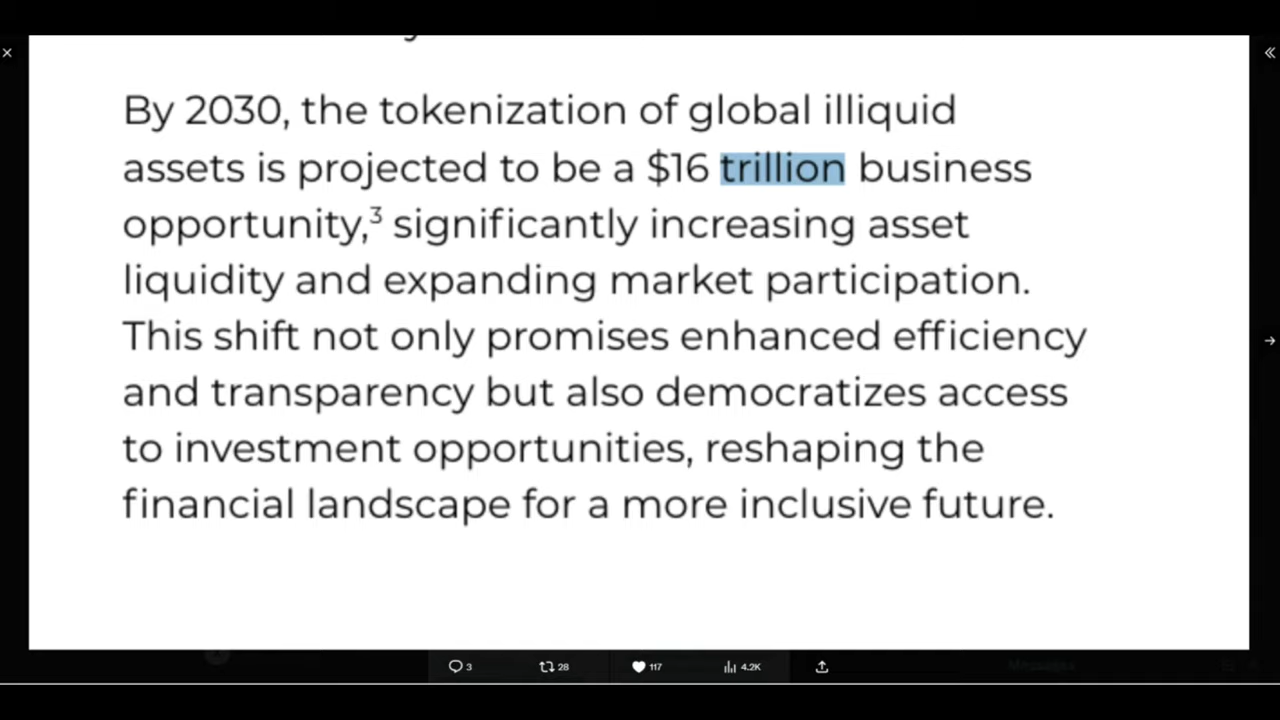 By 2030, the tokenization of global illiquid
assets is projected to be a $16 trillion business
opportunity,³ significantly increasing asset
liquidity and expanding market participation.
This shift not only promises enhanced efficiency
and transparency but also democratizes access
to investment opportunities, reshaping the
financial landscape for a more inclusive future.
3 28 117 4.2K
Messages